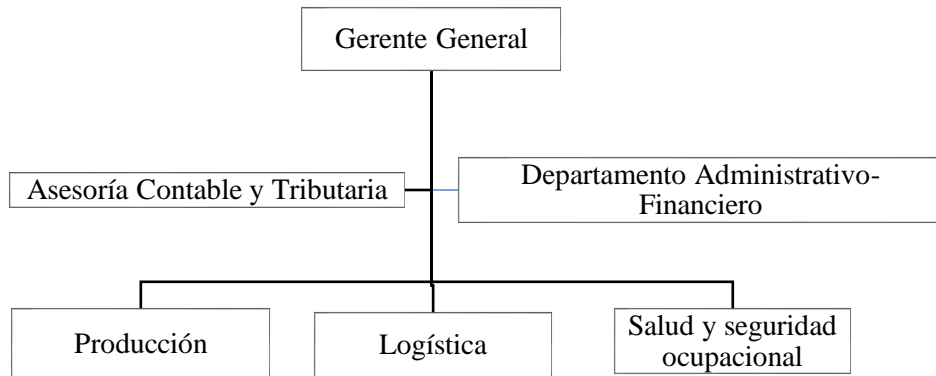 Gerente General
Asesoría Contable y Tributaria
Departamento Administrativo-
Financiero
Producción
Logística
Salud y seguridad
ocupacional